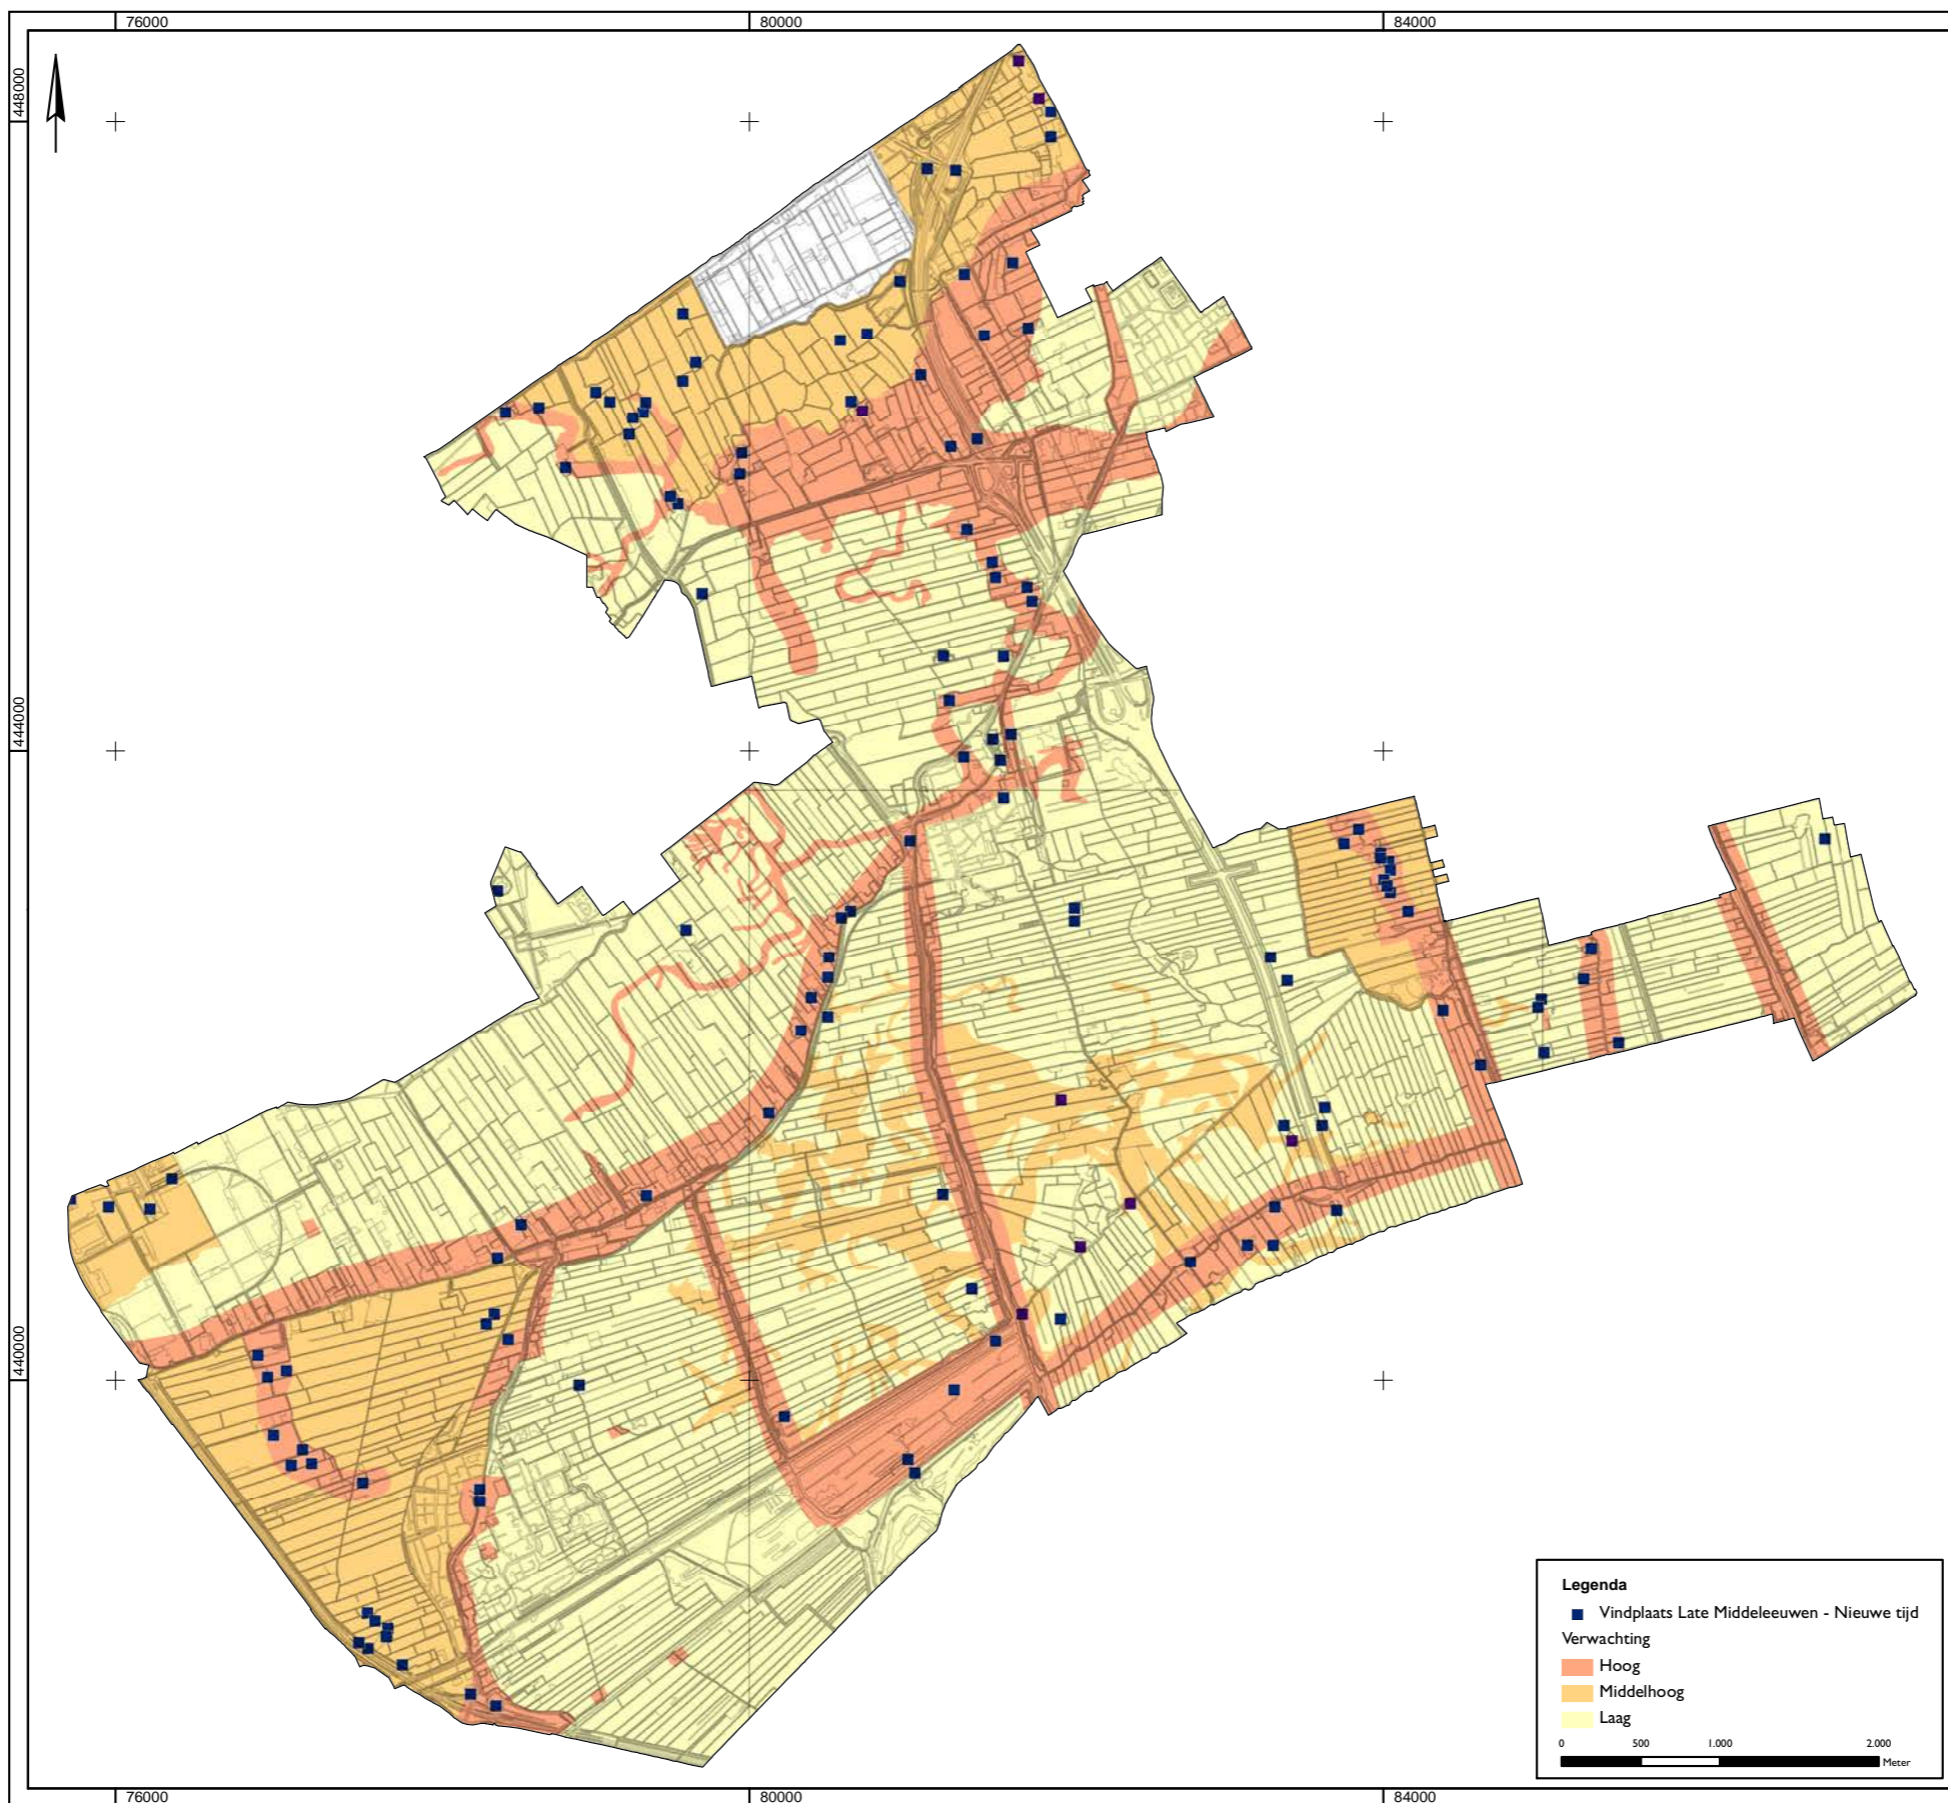 76000 80000 84000
448000
444000
440000
Legenda
Vindplaats Late Middeleeuwen - Nieuwe tijd
Verwachting
Hoog
Middelhoog
Laag
0 500 1.000 2.000
Meter
76000 80000 84000